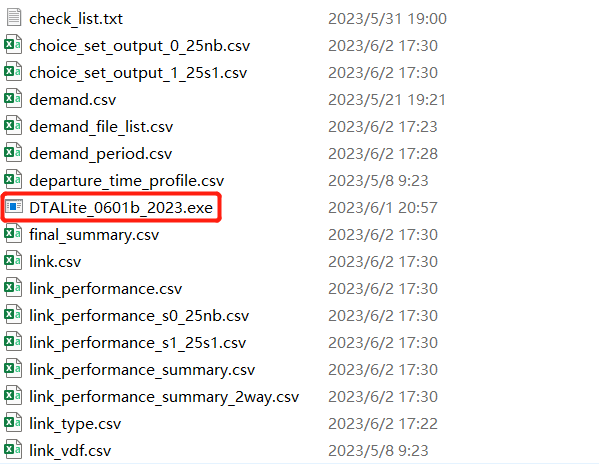 check_list.txt 2023/5/31 19:00
choice_set_output_0_25nb.csv 2023/6/2 17:30
choice_set_output_1_25s1.csv 2023/6/2 17:30
demand.csv 2023/5/21 19:21
demand_file_list.csv 2023/6/2 17:23
demand_period.csv 2023/6/2 17:28
departure_time_profile.csv 2023/5/8 9:23
DTALite_0601b_2023.exe 2023/6/1 20:57
final_summary.csv 2023/6/2 17:30
link.csv 2023/6/2 17:30
link_performance.csv 2023/6/2 17:30
link_performance_s0_25nb.csv 2023/6/2 17:30
link_performance_s1_25s1.csv 2023/6/2 17:30
link_performance_summary.csv 2023/6/2 17:30
link_performance_summary_2way.csv 2023/6/2 17:30
link_type.csv 2023/6/2 17:22
link_vdf.csv 2023/5/8 9:23